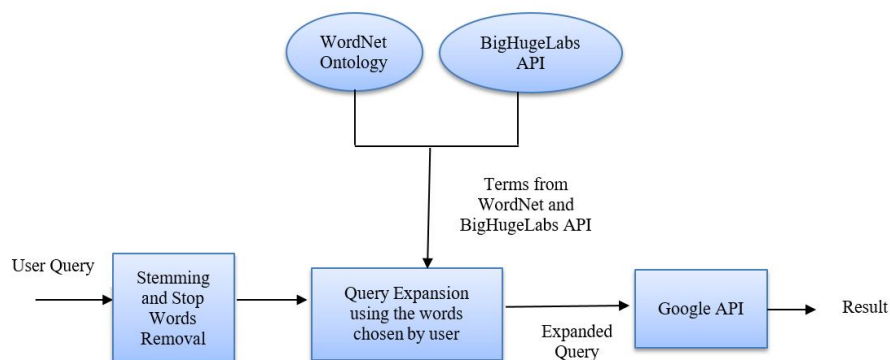 WordNet
Ontology
BigHugeLabs
API
Terms from
WordNet and
BigHugeLabs API
User Query
Stemming
and Stop
Words
Removal
Query Expansion
using the words
chosen by user
Expanded
Query
Google API
Result